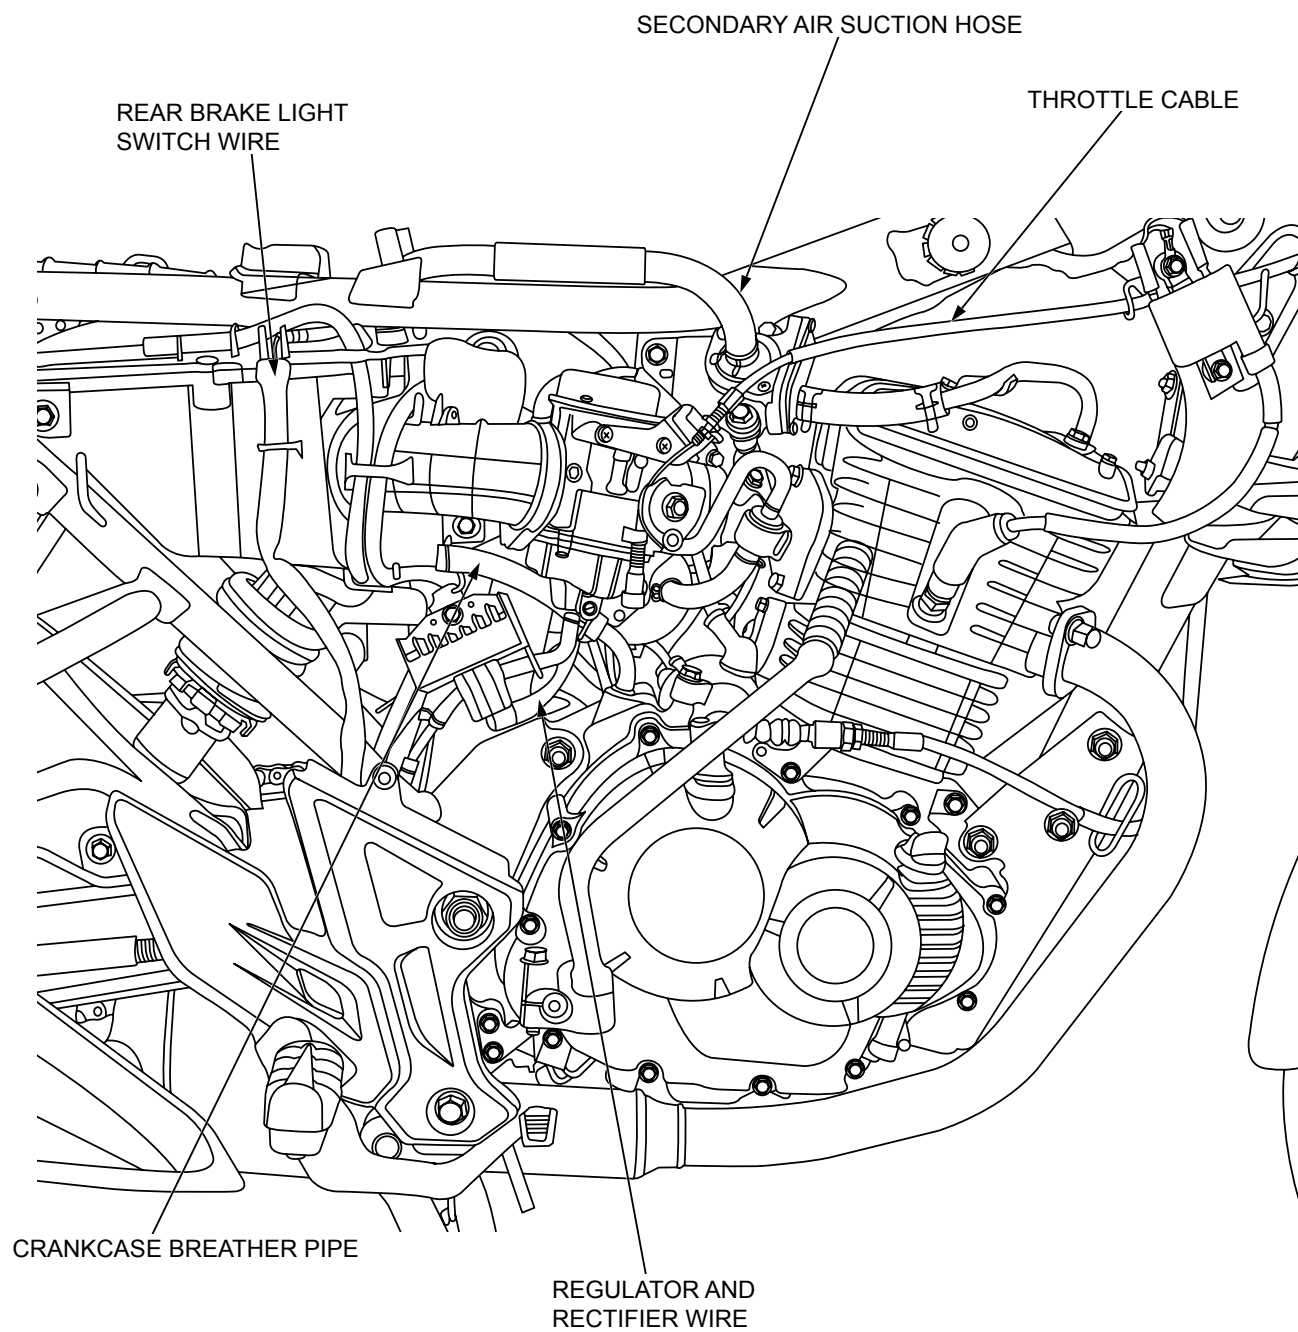 SECONDARY AIR SUCTION HOSE
THROTTLE CABLE
REAR BRAKE LIGHT
SWITCH WIRE
CRANKCASE BREATHER PIPE
REGULATOR AND
RECTIFIER WIRE